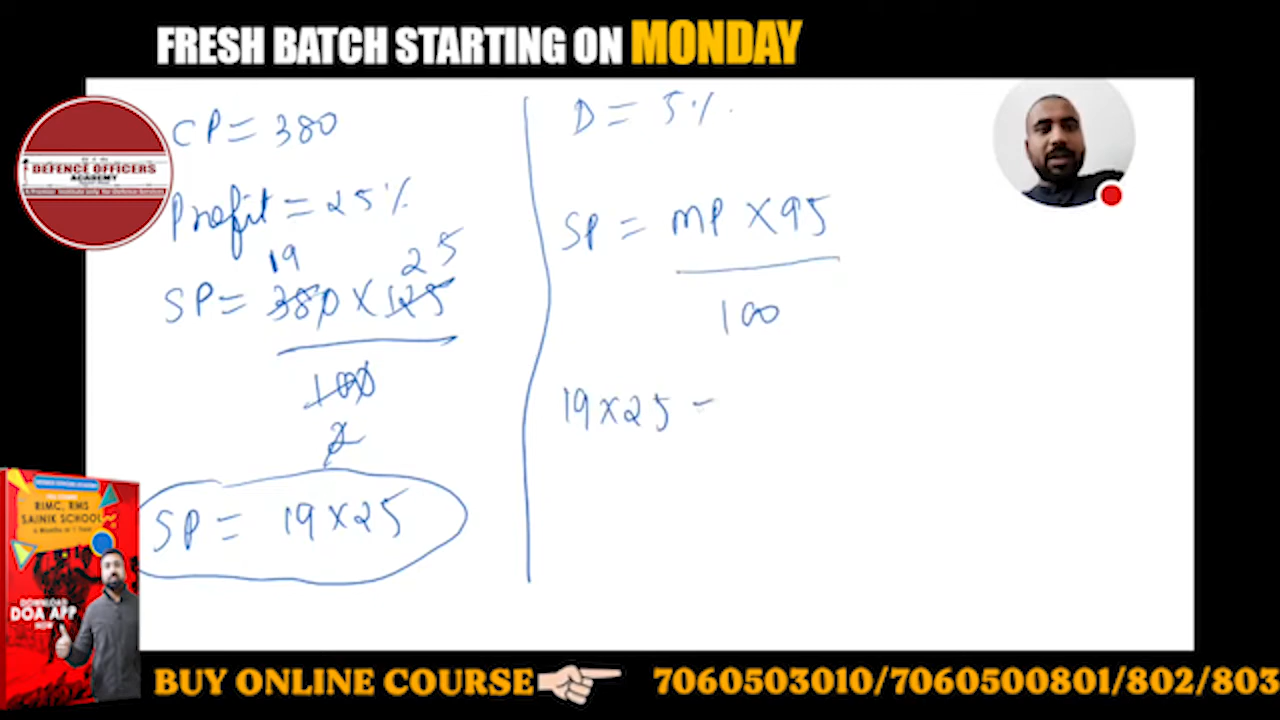 FRESH BATCH STARTING ON MONDAY
DEFENCE OFFICERS
ACADEMY
CP = 380
Profit = 25%
19 25
SP = 380 × 125
100
2
SP = 19×25
D = 5%.
SP = MP × 95
100
19×25 =
RIMC, RMS
SAINIK SCHOOL
DOWNLOAD
DOA APP
NOW
BUY ONLINE COURSE
7060503010/7060500801/802/803